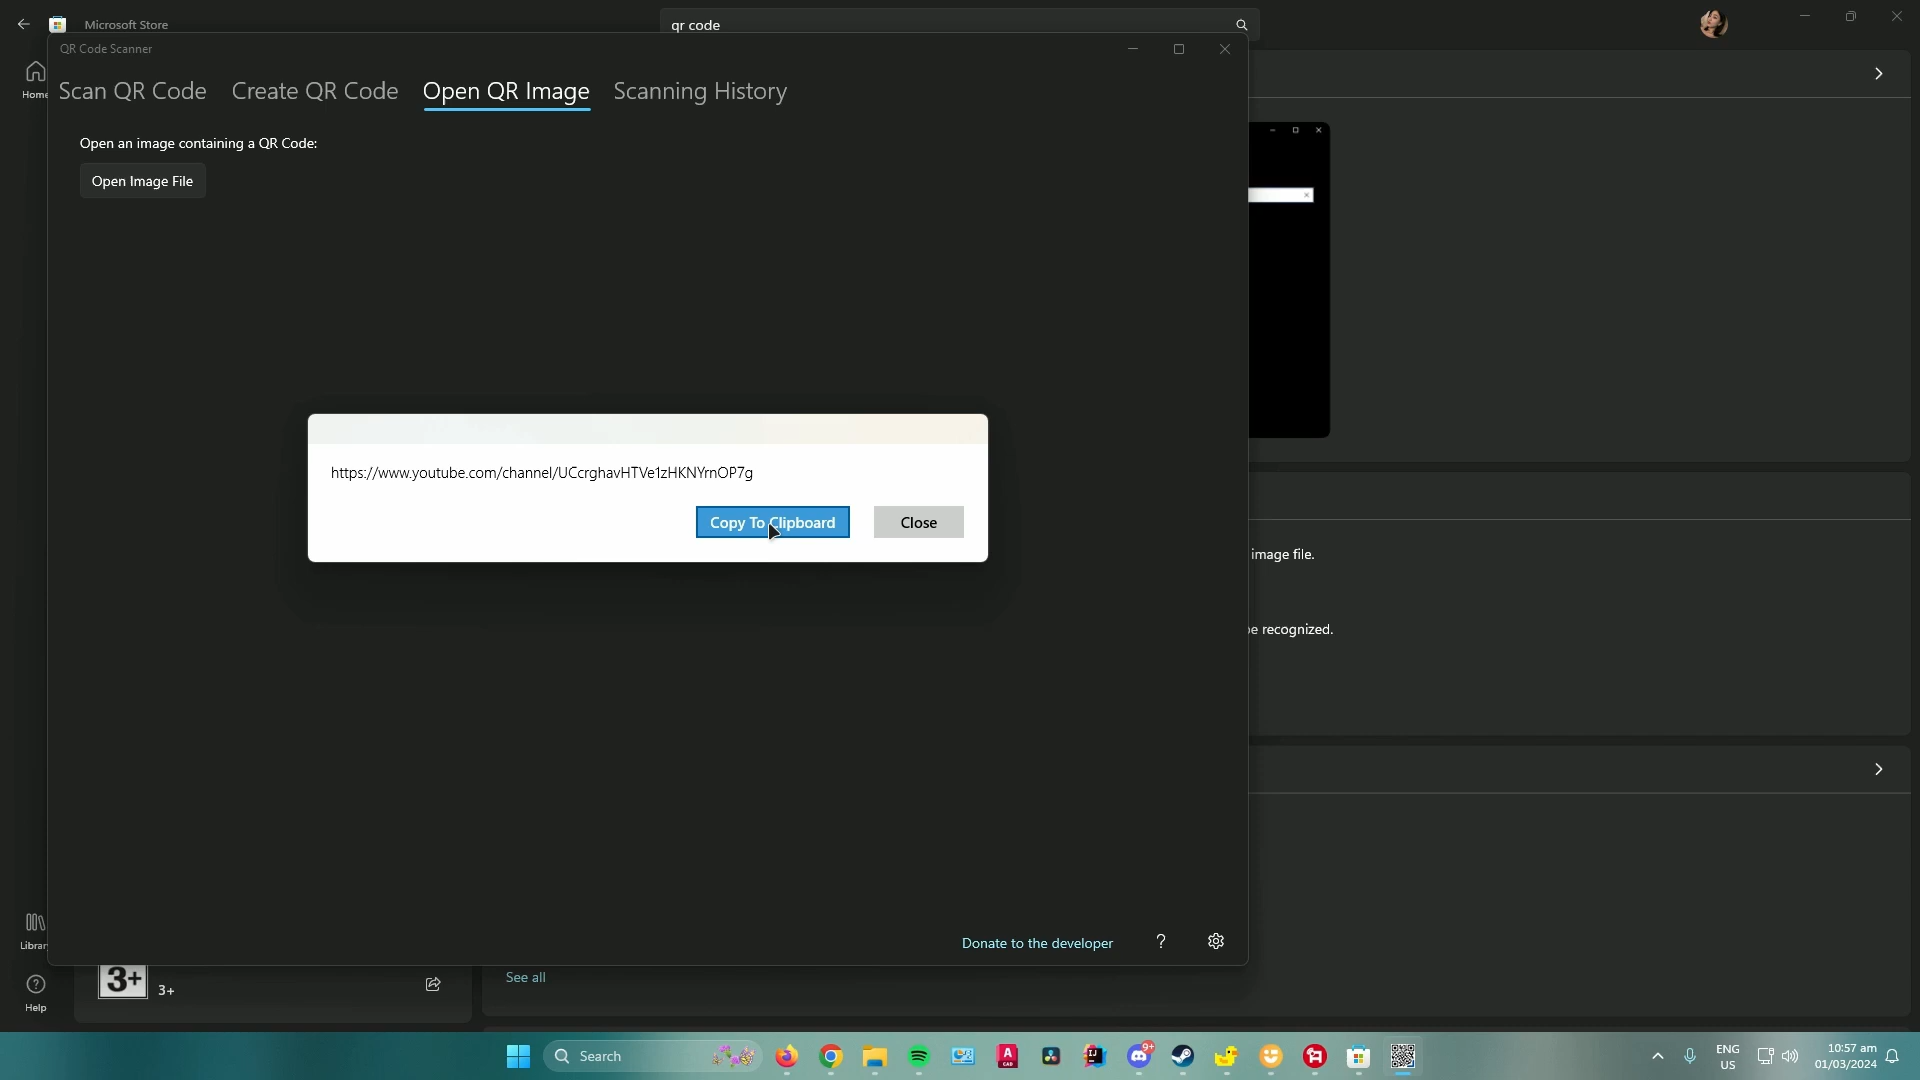 Microsoft Store
qr code
QR Code Scanner
Home
Scan QR Code
Create QR Code
Open QR Image
Scanning History
Open an image containing a QR Code:
Open Image File
https://www.youtube.com/channel/UCcrghavHTVe1zHKNYrnOP7g
Copy To Clipboard
Close
image file.
be recognized.
Library
Donate to the developer
?
3+
3+
See all
Help
Search
9+
ENG
US
10:57 am
01/03/2024